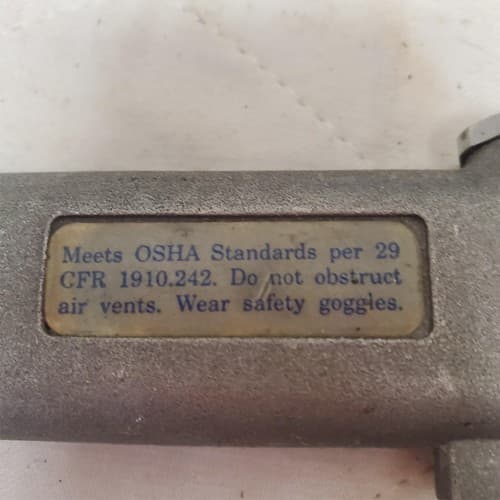 Meets OSHA Standards per 29
CFR 1910.242. Do not obstruct
air vents. Wear safety goggles.